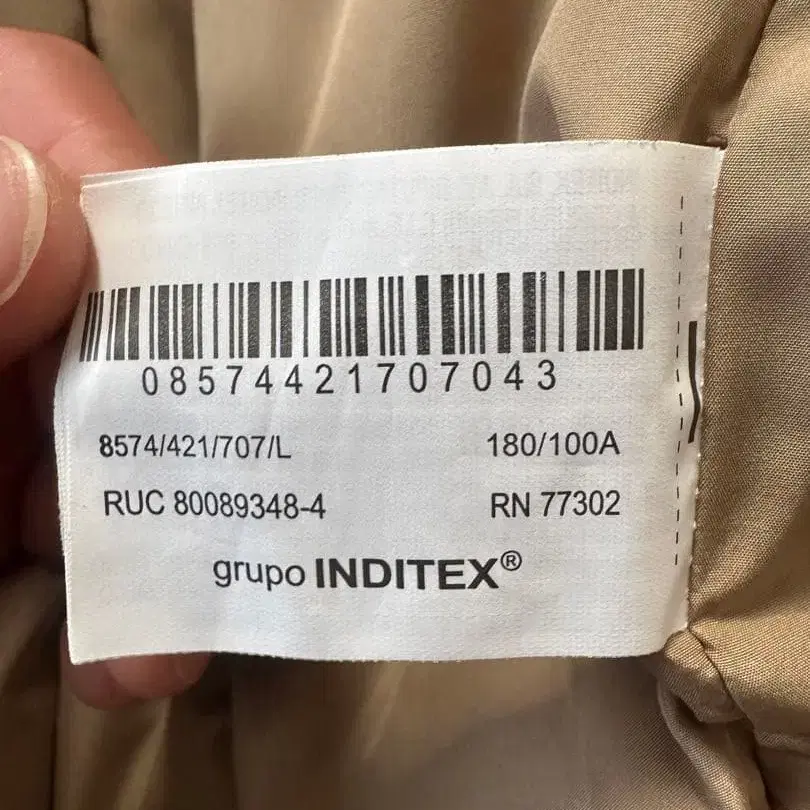 08574421707043
8574/421/707/L 180/100A
RUC 80089348-4 RN 77302
grupo INDITEX®